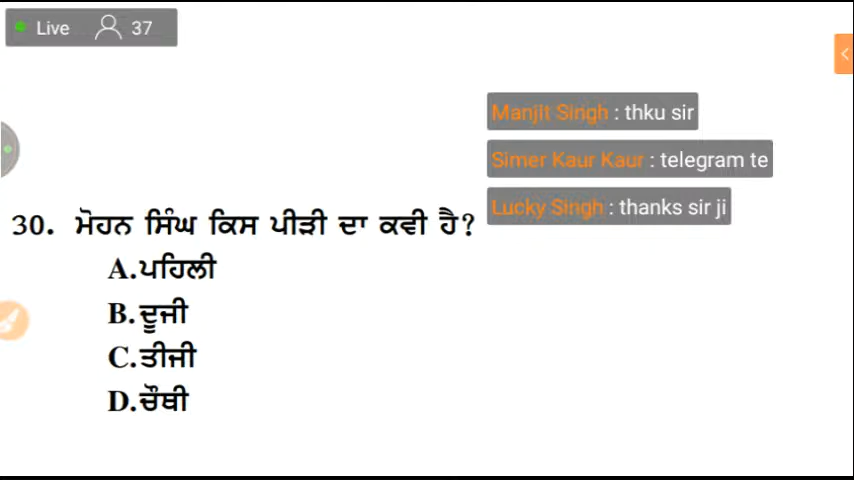 Live 37
Manjit Singh : thku sir
Simer Kaur Kaur : telegram te
Lucky Singh : thanks sir ji
30. ਮੋਹਨ ਸਿੰਘ ਕਿਸ ਪੀੜੀ ਦਾ ਕਵੀ ਹੈ?
A.ਪਹਿਲੀ
B.ਦੂਜੀ
C.ਤੀਜੀ
D.ਚੌਥੀ